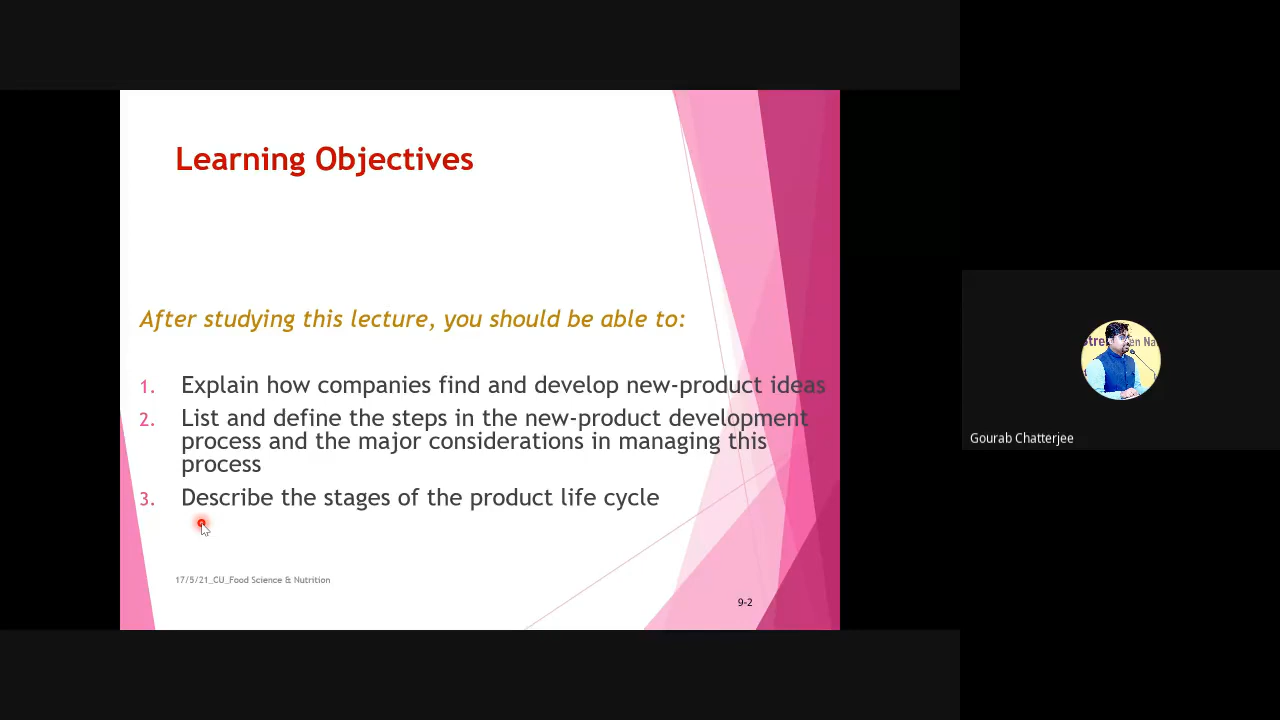 Learning Objectives
After studying this lecture, you should be able to:
1. Explain how companies find and develop new-product ideas
2. List and define the steps in the new-product development
process and the major considerations in managing this
process
3. Describe the stages of the product life cycle
17/5/21_CU_Food Science & Nutrition
9-2
Gourab Chatterjee